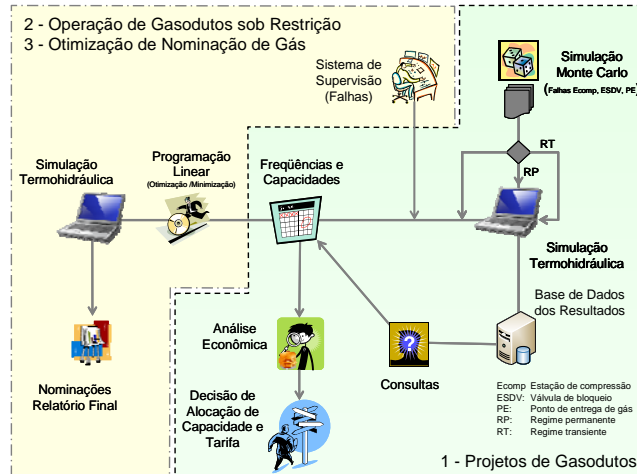 2 - Operação de Gasodutos sob Restrição
3 - Otimização de Nominação de Gás
Sistema de
Supervisão
(Falhas)
Simulação
Monte Carlo
(Falhas Ecomp, ESDV, PE)
RT
RP
Simulação
Termohidráulica
Programação
Linear
(Otimização /Minimização)
Freqüências e
Capacidades
Simulação
Termohidráulica
Base de Dados
dos Resultados
Análise
Econômica
Consultas
Nominações
Relatório Final
Decisão de
Alocação de
Capacidade e
Tarifa
Ecomp Estação de compressão
ESDV: Válvula de bloqueio
PE: Ponto de entrega de gás
RP: Regime permanente
RT: Regime transiente
1 - Projetos de Gasodutos